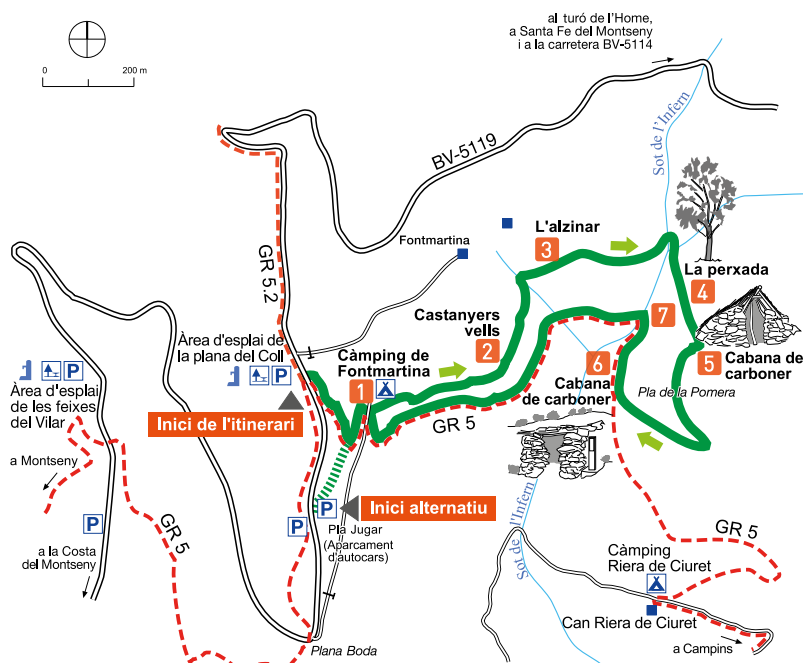 al turó de l'Home,
a Santa Fe del Montseny
i a la carretera BV-5114
0
200 m
BV-5119
Sot de l'Infern
GR 5.2
Fontmartina
L'alzinar
3
La perxada
4
Castanyers
vells
2
7
Àrea d'esplai de
la plana del Coll
P
Càmping de
Fontmartina
1
6
5
Cabana de
carboner
Cabana
de carboner
Pla de la Pomera
P
Àrea d'esplai
de les feixes
del Vilar
Inici de l'itinerari
GR 5
a Montseny
P
Inici alternatiu
P
P
Pla Jugar
(Aparcament
d'autocars)
GR 5
a la Costa
del Montseny
Sot de l'Infern
GR 5
Càmping
Riera de Ciuret
Can Riera de Ciuret
a Campins
Plana Boda